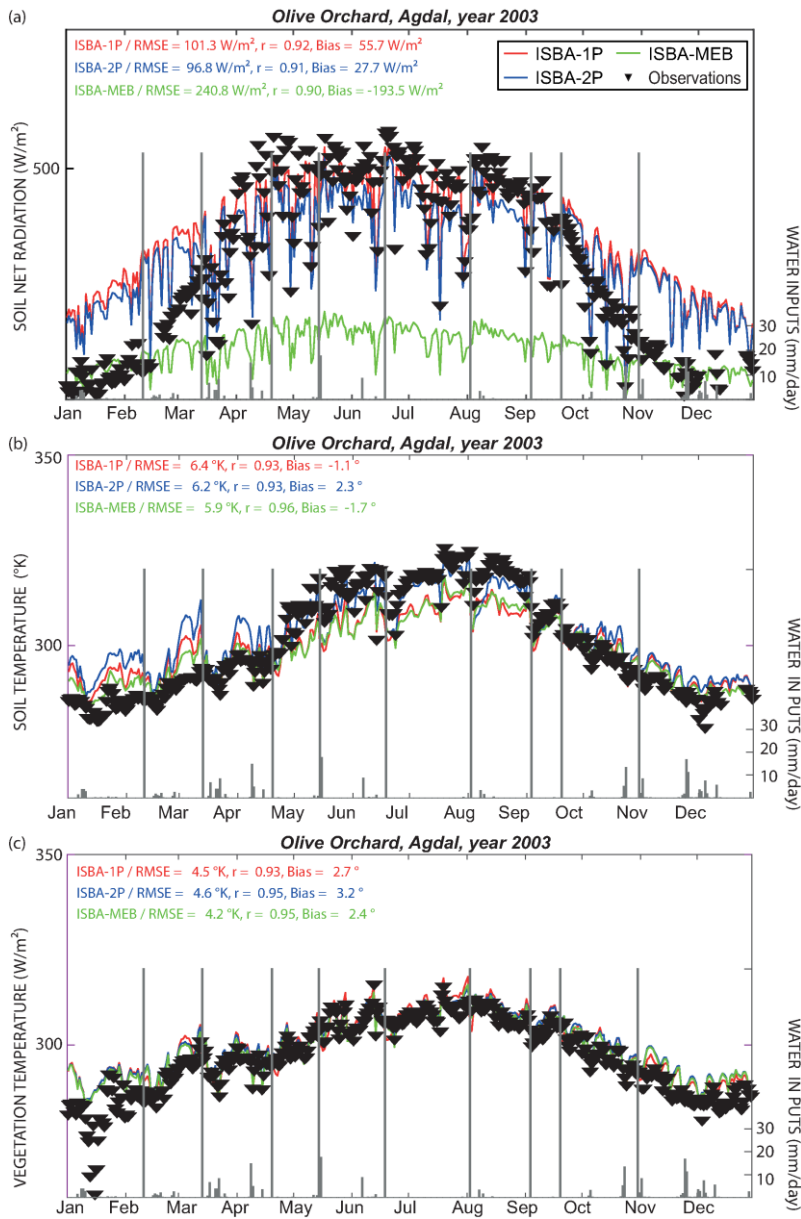 (a)
Olive Orchard, Agdal, year 2003
ISBA-1P / RMSE = 101.3 W/m², r = 0.92, Bias = 55.7 W/m²
ISBA-2P / RMSE = 96.8 W/m², r = 0.91, Bias = 27.7 W/m²
ISBA-MEB / RMSE = 240.8 W/m², r = 0.90, Bias = -193.5 W/m²
ISBA-1P
ISBA-MEB
ISBA-2P
Observations
SOIL NET RADIATION (W/m²)
500
WATER INPUTS (mm/day)
30
20
10
Jan Feb Mar Apr May Jun Jul Aug Sep Oct Nov Dec
(b)
Olive Orchard, Agdal, year 2003
350
ISBA-1P / RMSE = 6.4 °K, r = 0.93, Bias = -1.1 °
ISBA-2P / RMSE = 6.2 °K, r = 0.93, Bias = 2.3 °
ISBA-MEB / RMSE = 5.9 °K, r = 0.96, Bias = -1.7 °
SOIL TEMPERATURE (°K)
300
WATER IN PUTS (mm/day)
30
20
10
Jan Feb Mar Apr May Jun Jul Aug Sep Oct Nov Dec
(c)
Olive Orchard, Agdal, year 2003
350
ISBA-1P / RMSE = 4.5 °K, r = 0.93, Bias = 2.7 °
ISBA-2P / RMSE = 4.6 °K, r = 0.95, Bias = 3.2 °
ISBA-MEB / RMSE = 4.2 °K, r = 0.95, Bias = 2.4 °
VEGETATION TEMPERATURE (W/m²)
300
WATER IN PUTS (mm/day)
30
20
10
Jan Feb Mar Apr May Jun Jul Aug Sep Oct Nov Dec